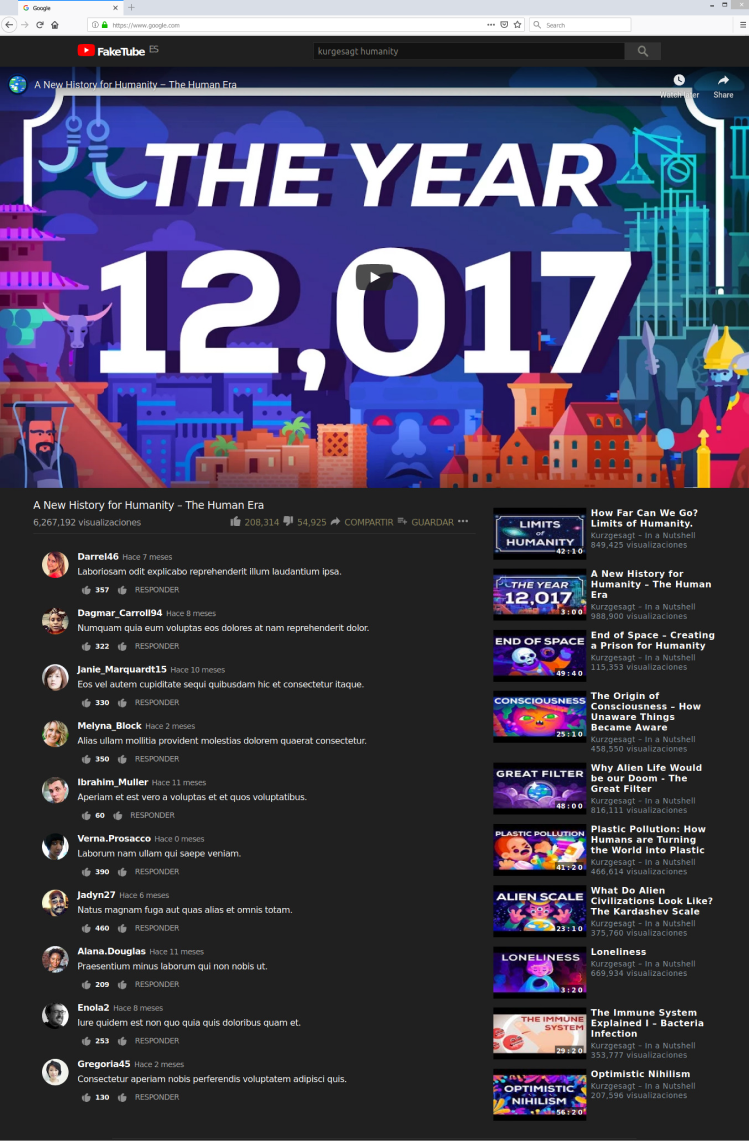 Google
https://www.google.com
Search
FakeTube ES
kurgesagt humanity
A New History for Humanity – The Human Era
Watch later
Share
THE YEAR
12,017
A New History for Humanity – The Human Era
6,267,192 visualizaciones
208,314 54,925 COMPARTIR GUARDAR
Darrel46 Hace 7 meses
Laboriosam odit explicabo reprehenderit illum laudantium ipsa.
357 RESPONDER
Dagmar_Carroll94 Hace 8 meses
Numquam quia eum voluptas eos dolores at nam reprehenderit dolor.
322 RESPONDER
Janie_Marquardt15 Hace 10 meses
Eos vel autem cupiditate sequi quibusdam hic et consectetur itaque.
330 RESPONDER
Melyna_Block Hace 2 meses
Alias ullam mollitia provident molestias dolorem quaerat consectetur.
350 RESPONDER
Ibrahim_Muller Hace 11 meses
Aperiam et est vero a voluptas et et quos voluptatibus.
60 RESPONDER
Verna.Prosacco Hace 0 meses
Laborum nam ullam qui saepe veniam.
390 RESPONDER
Jadyn27 Hace 6 meses
Natus magnam fuga aut quas alias et omnis totam.
460 RESPONDER
Alana.Douglas Hace 11 meses
Praesentium minus laborum qui non nobis ut.
209 RESPONDER
Enola2 Hace 8 meses
Iure quidem est non quo quia quis doloribus quam et.
253 RESPONDER
Gregoria45 Hace 2 meses
Consectetur aperiam nobis perferendis voluptatem adipisci quis.
130 RESPONDER
LIMITS
OF
HUMANITY
42:10
How Far Can We Go?
Limits of Humanity.
Kurzgesagt – In a Nutshell
849,425 visualizaciones
THE YEAR
12,017
3:00
A New History for
Humanity – The Human
Era
Kurzgesagt – In a Nutshell
988,900 visualizaciones
END OF SPACE
49:40
End of Space – Creating
a Prison for Humanity
Kurzgesagt – In a Nutshell
115,353 visualizaciones
CONSCIOUSNESS
25:10
The Origin of
Consciousness – How
Unaware Things
Became Aware
Kurzgesagt – In a Nutshell
458,550 visualizaciones
GREAT FILTER
48:00
Why Alien Life Would
be our Doom - The
Great Filter
Kurzgesagt – In a Nutshell
816,111 visualizaciones
PLASTIC POLLUTION
41:20
Plastic Pollution: How
Humans are Turning
the World into Plastic
Kurzgesagt – In a Nutshell
466,614 visualizaciones
ALIEN SCALE
23:10
What Do Alien
Civilizations Look Like?
The Kardashev Scale
Kurzgesagt – In a Nutshell
375,760 visualizaciones
LONELINESS
3:20
Loneliness
Kurzgesagt – In a Nutshell
669,934 visualizaciones
THE IMMUNE
SYSTEM
29:20
The Immune System
Explained I – Bacteria
Infection
Kurzgesagt – In a Nutshell
353,777 visualizaciones
OPTIMISTIC
NIHILISM
56:20
Optimistic Nihilism
Kurzgesagt – In a Nutshell
207,596 visualizaciones